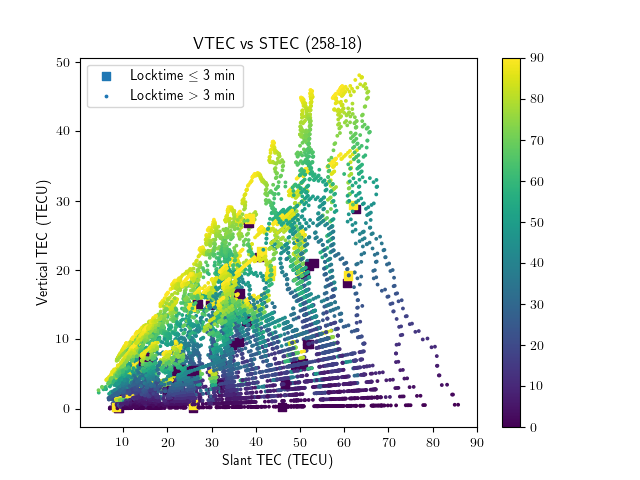 VTEC vs STEC (258-18)
Locktime ≤ 3 min
Locktime > 3 min
Vertical TEC (TECU)
50
40
30
20
10
0
10 20 30 40 50 60 70 80 90
Slant TEC (TECU)
90
80
70
60
50
40
30
20
10
0